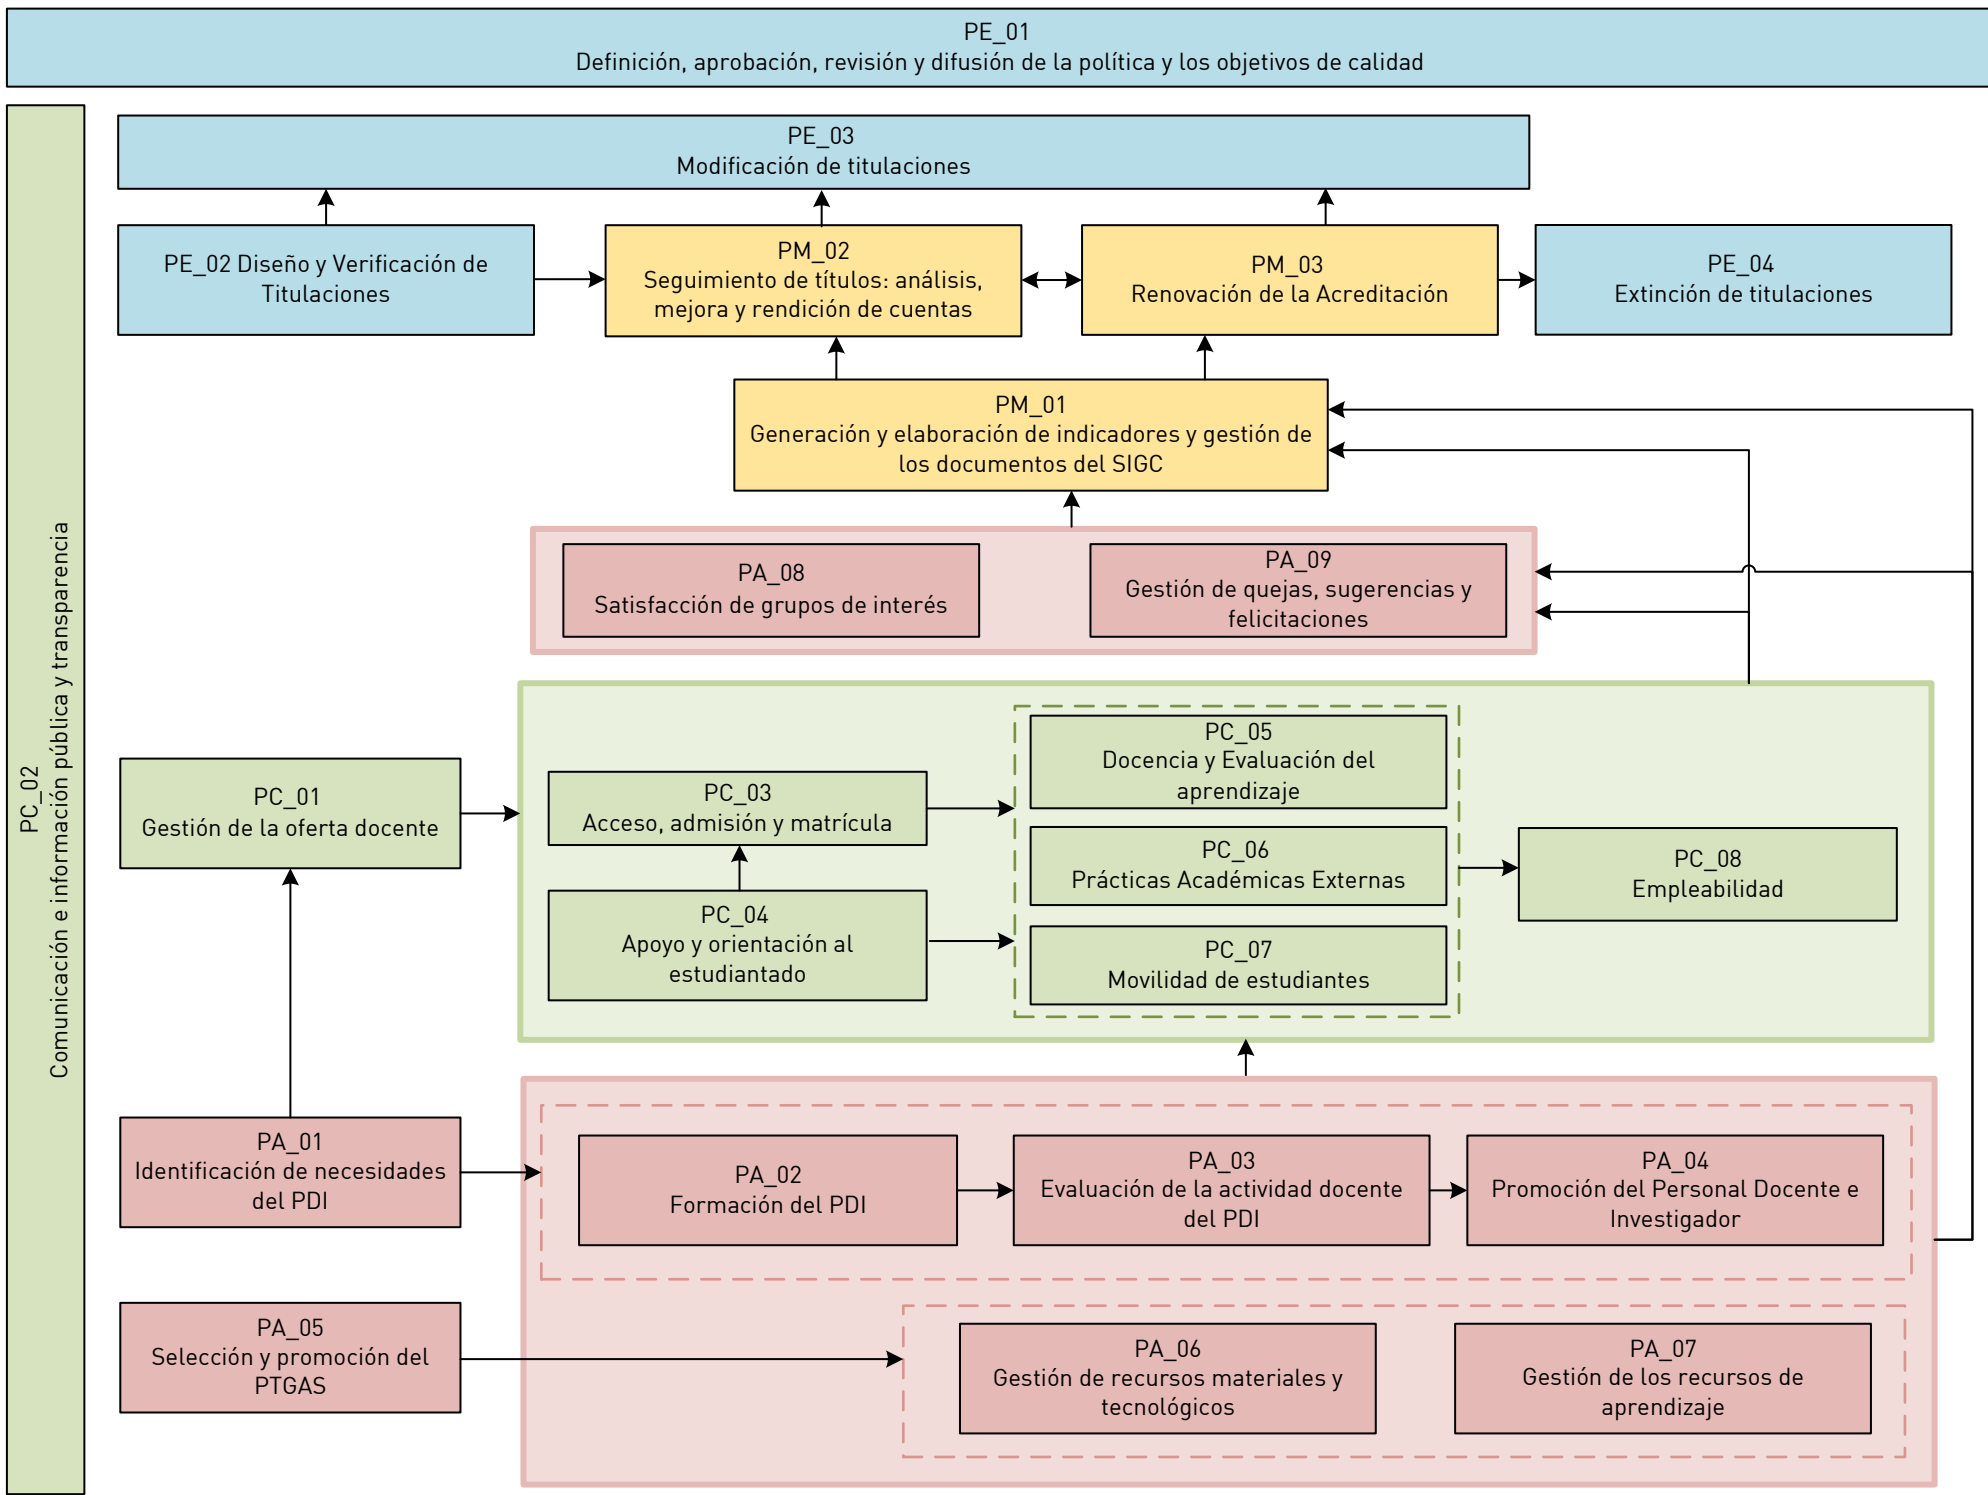 PE_01
Definición, aprobación, revisión y difusión de la política y los objetivos de calidad
PC_02
Comunicación e información pública y transparencia
PE_03
Modificación de titulaciones
PE_02 Diseño y Verificación de
Titulaciones
PM_02
Seguimiento de títulos: análisis,
mejora y rendición de cuentas
PM_03
Renovación de la Acreditación
PE_04
Extinción de titulaciones
PM_01
Generación y elaboración de indicadores y gestión de
los documentos del SIGC
PA_08
Satisfacción de grupos de interés
PA_09
Gestión de quejas, sugerencias y
felicitaciones
PC_01
Gestión de la oferta docente
PC_03
Acceso, admisión y matrícula
PC_04
Apoyo y orientación al
estudiantado
PC_05
Docencia y Evaluación del
aprendizaje
PC_06
Prácticas Académicas Externas
PC_07
Movilidad de estudiantes
PC_08
Empleabilidad
PA_01
Identificación de necesidades
del PDI
PA_02
Formación del PDI
PA_03
Evaluación de la actividad docente
del PDI
PA_04
Promoción del Personal Docente e
Investigador
PA_05
Selección y promoción del
PTGAS
PA_06
Gestión de recursos materiales y
tecnológicos
PA_07
Gestión de los recursos de
aprendizaje